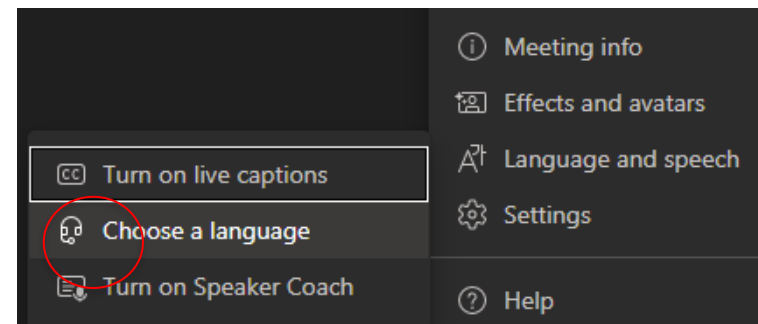 Meeting info
Effects and avatars
Language and speech
Settings
Help
CC Turn on live captions
Choose a language
Turn on Speaker Coach